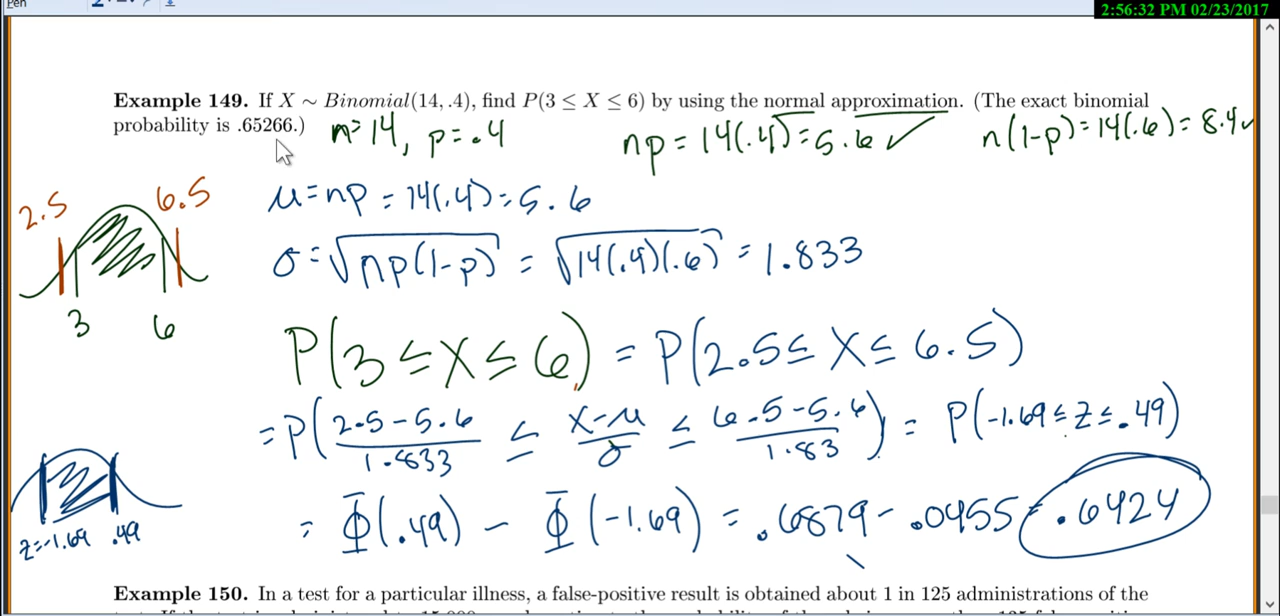 Pen
2:56:32 PM 02/23/2017
Example 149. If X ∼ Binomial(14, .4), find P(3 ≤ X ≤ 6) by using the normal approximation. (The exact binomial
probability is .65266.) n=14, p=.4 np = 14(.4)=5.6 ✓ n(1-p)=14(.6)=8.4✓
2.5 6.5 μ=np = 14(.4)=5.6
σ=√np(1-p) = √14(.4)(.6) = 1.833
3 6
P(3 ≤ X ≤ 6) = P(2.5 ≤ X ≤ 6.5)
=P(2.5-5.6/1.833 ≤ X-μ/σ ≤ 6.5-5.6/1.83) = P(-1.69 ≤ Z ≤ .49)
= Φ(.49) - Φ(-1.69) = .6879 - .0455 = .6424
z=-1.69 .49
Example 150. In a test for a particular illness, a false-positive result is obtained about 1 in 125 administrations of the